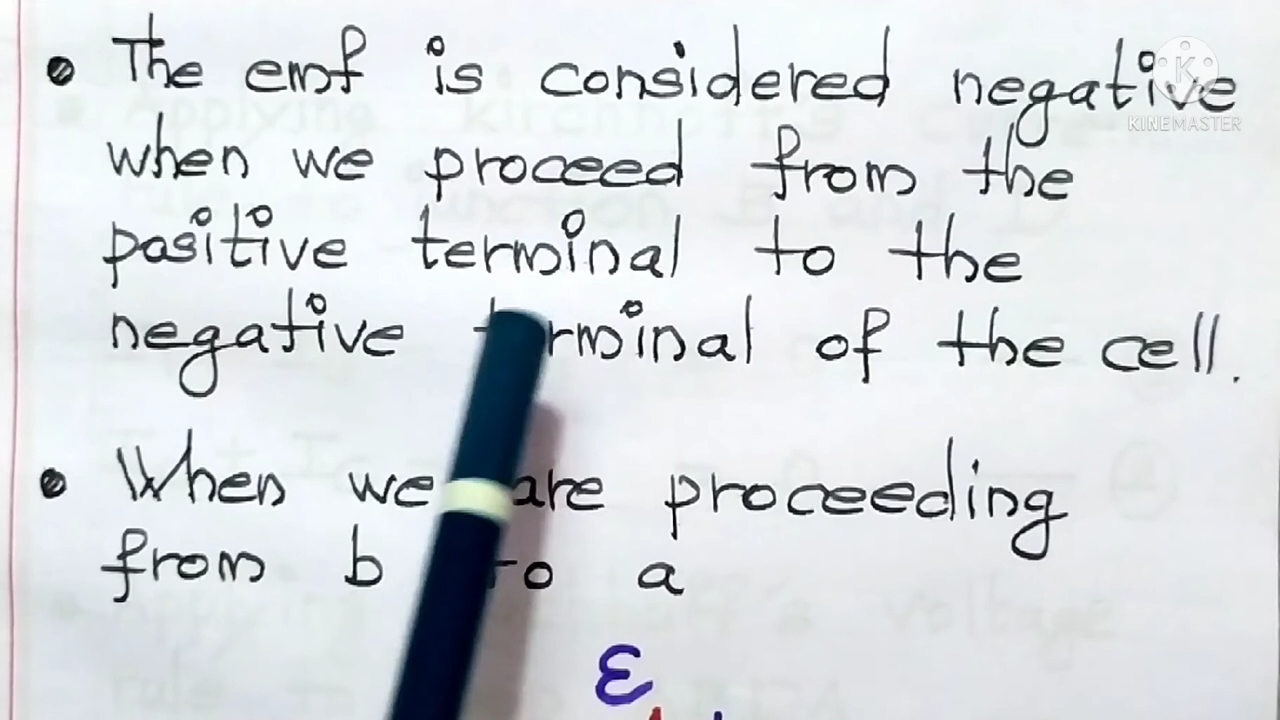 • The emf is considered negative
when we proceed from the
positive terminal to the
negative terminal of the cell.
• When we are proceeding
from b to a
ε
K
KINEMASTER